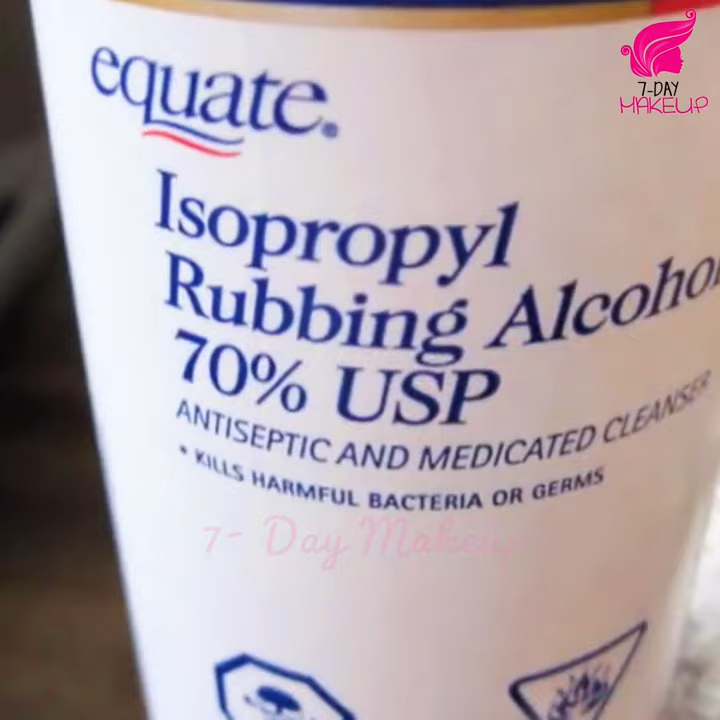 7-DAY
MAKEUP
equate®
Isopropyl
Rubbing Alcohol
70% USP
ANTISEPTIC AND MEDICATED CLEANSER
• KILLS HARMFUL BACTERIA OR GERMS
7- Day Makeup